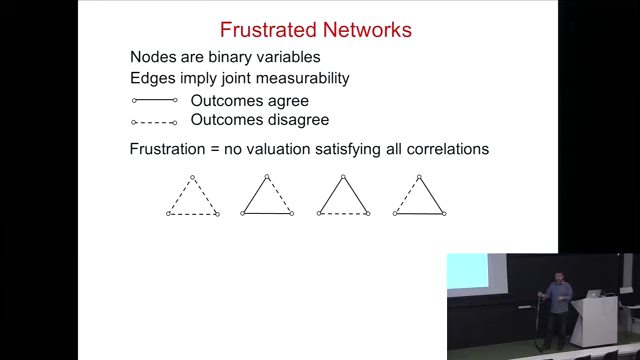 Frustrated Networks
Nodes are binary variables
Edges imply joint measurability
Outcomes agree
Outcomes disagree
Frustration = no valuation satisfying all correlations